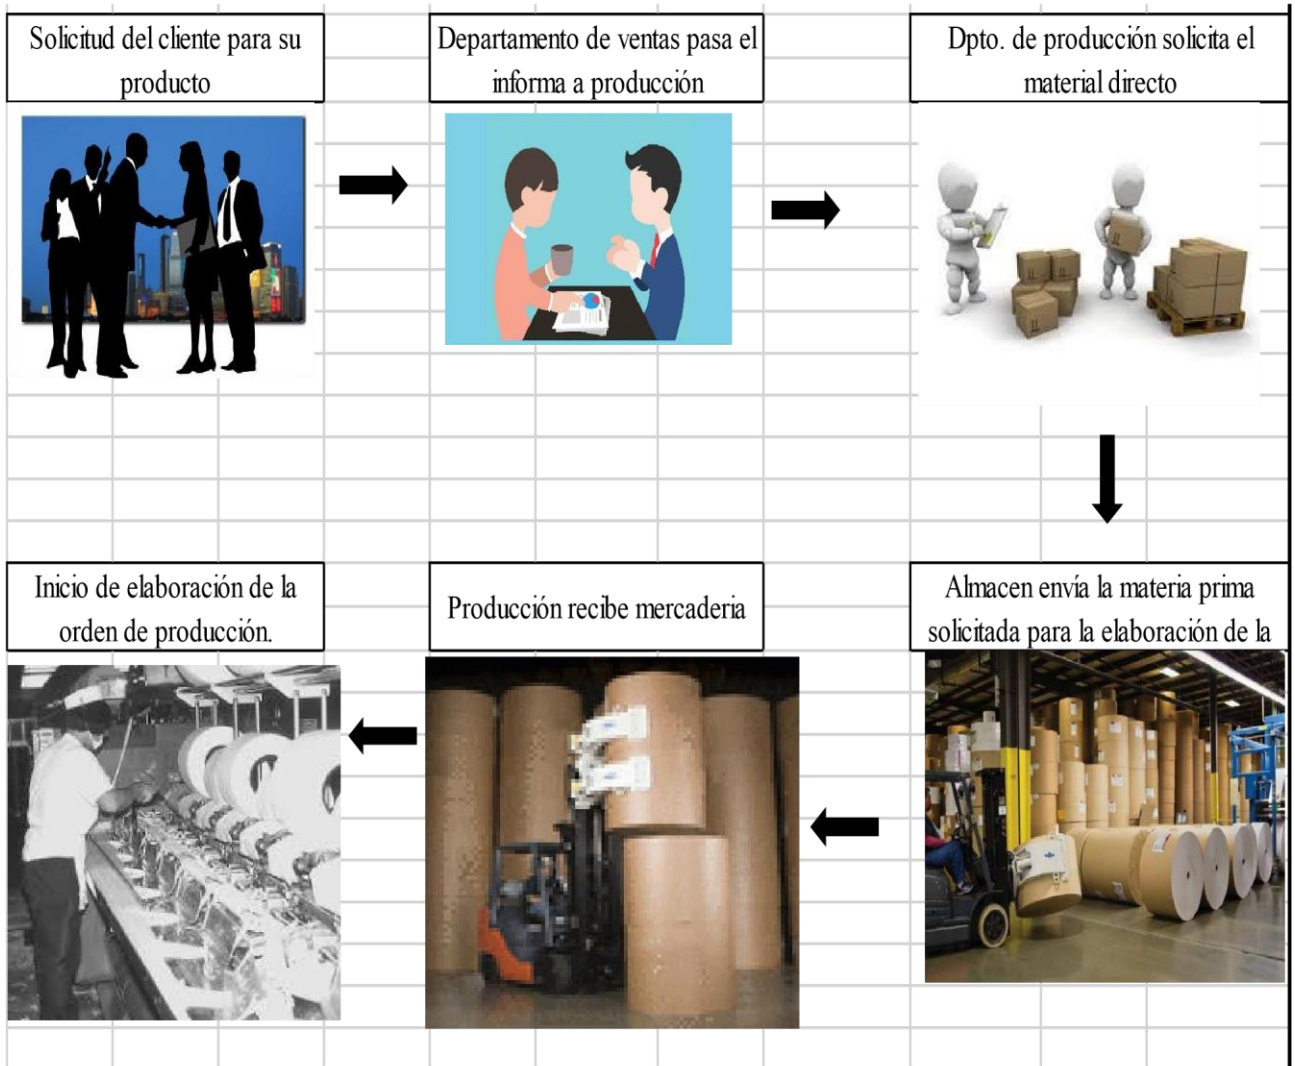 Solicitud del cliente para su
producto
Departamento de ventas pasa el
informa a producción
Dpto. de producción solicita el
material directo
Inicio de elaboración de la
orden de producción.
Producción recibe mercaderia
Almacen envía la materia prima
solicitada para la elaboración de la